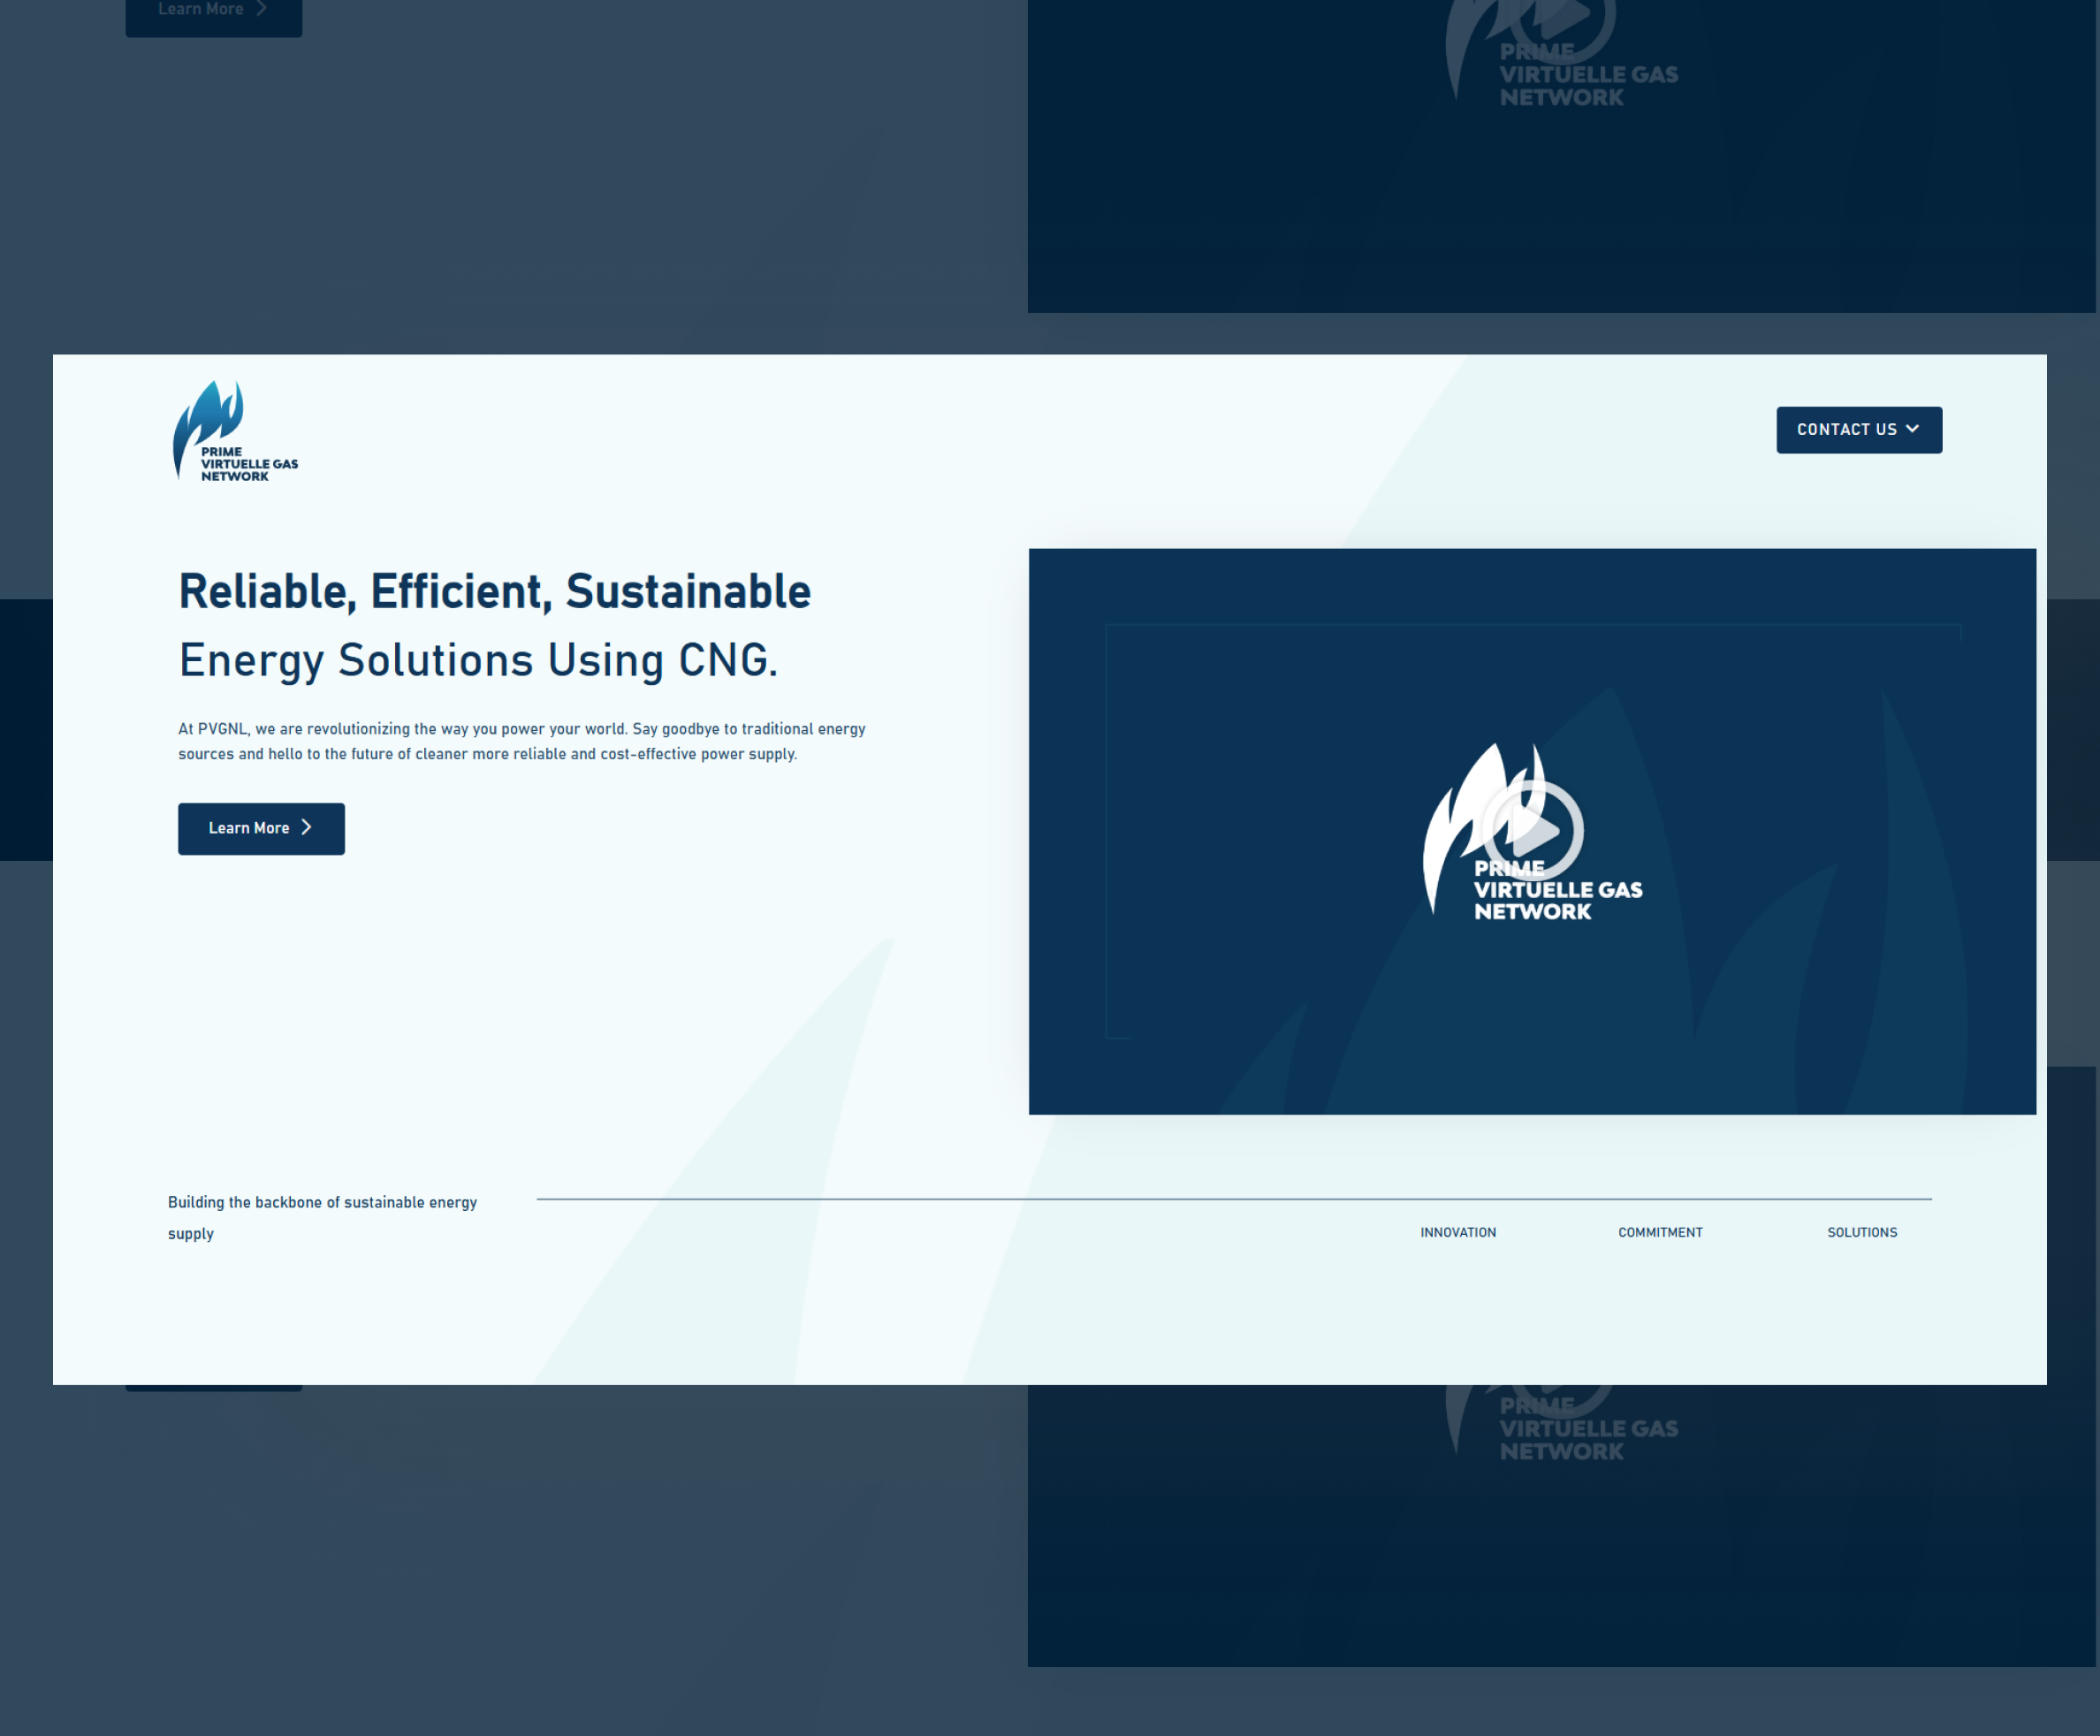 Learn More
PRIME
VIRTUELLE GAS
NETWORK
PRIME
VIRTUELLE GAS
NETWORK
CONTACT US
Reliable, Efficient, Sustainable
Energy Solutions Using CNG.
At PVGNL, we are revolutionizing the way you power your world. Say goodbye to traditional energy
sources and hello to the future of cleaner more reliable and cost-effective power supply.
Learn More
PRIME
VIRTUELLE GAS
NETWORK
Building the backbone of sustainable energy
supply
INNOVATION
COMMITMENT
SOLUTIONS
PRIME
VIRTUELLE GAS
NETWORK